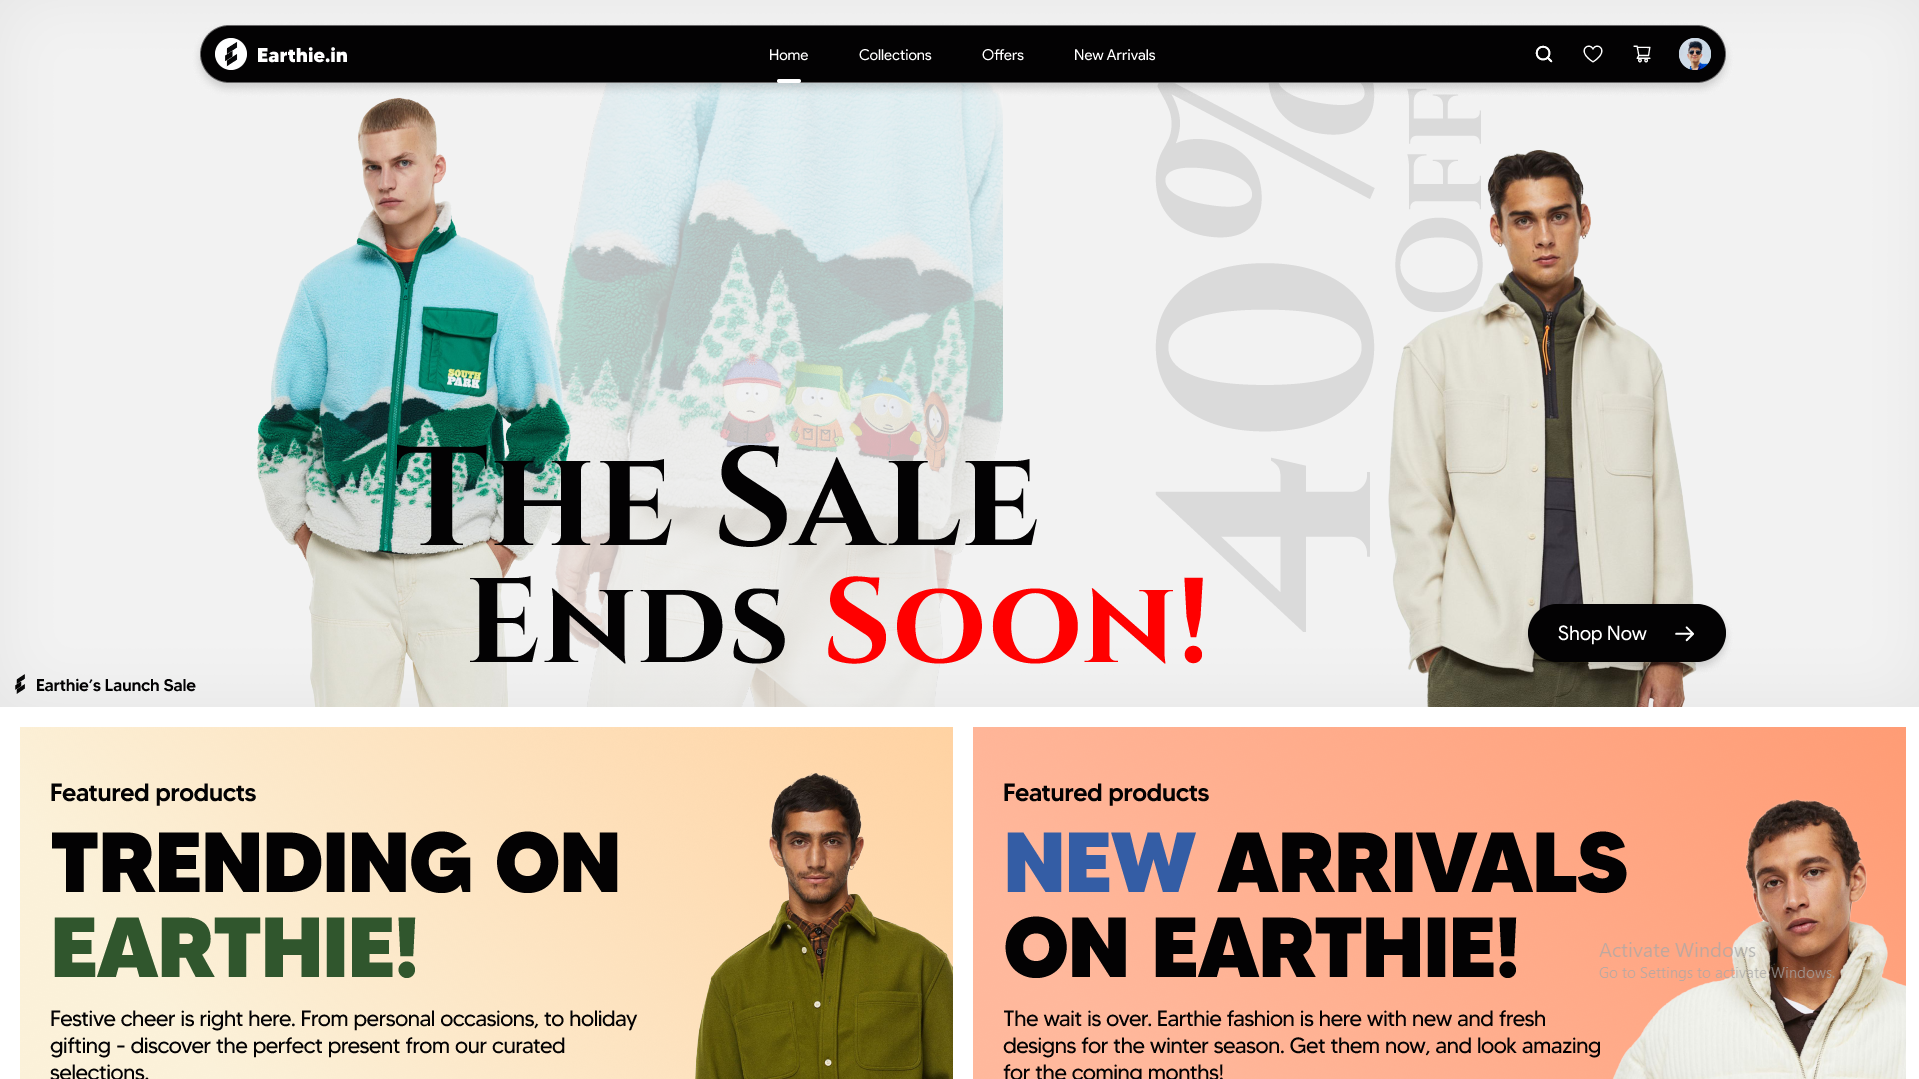 Earthie.in
Home
Collections
Offers
New Arrivals
40%
OFF
SOUTH
PARK
THE SALE
ENDS SOON!
Shop Now
Earthie's Launch Sale
Featured products
TRENDING ON
EARTHIE!
Festive cheer is right here. From personal occasions, to holiday
gifting - discover the perfect present from our curated
selections.
Featured products
NEW ARRIVALS
ON EARTHIE!
The wait is over. Earthie fashion is here with new and fresh
designs for the winter season. Get them now, and look amazing
for the coming months!
Activate Windows
Go to Settings to activate Windows.